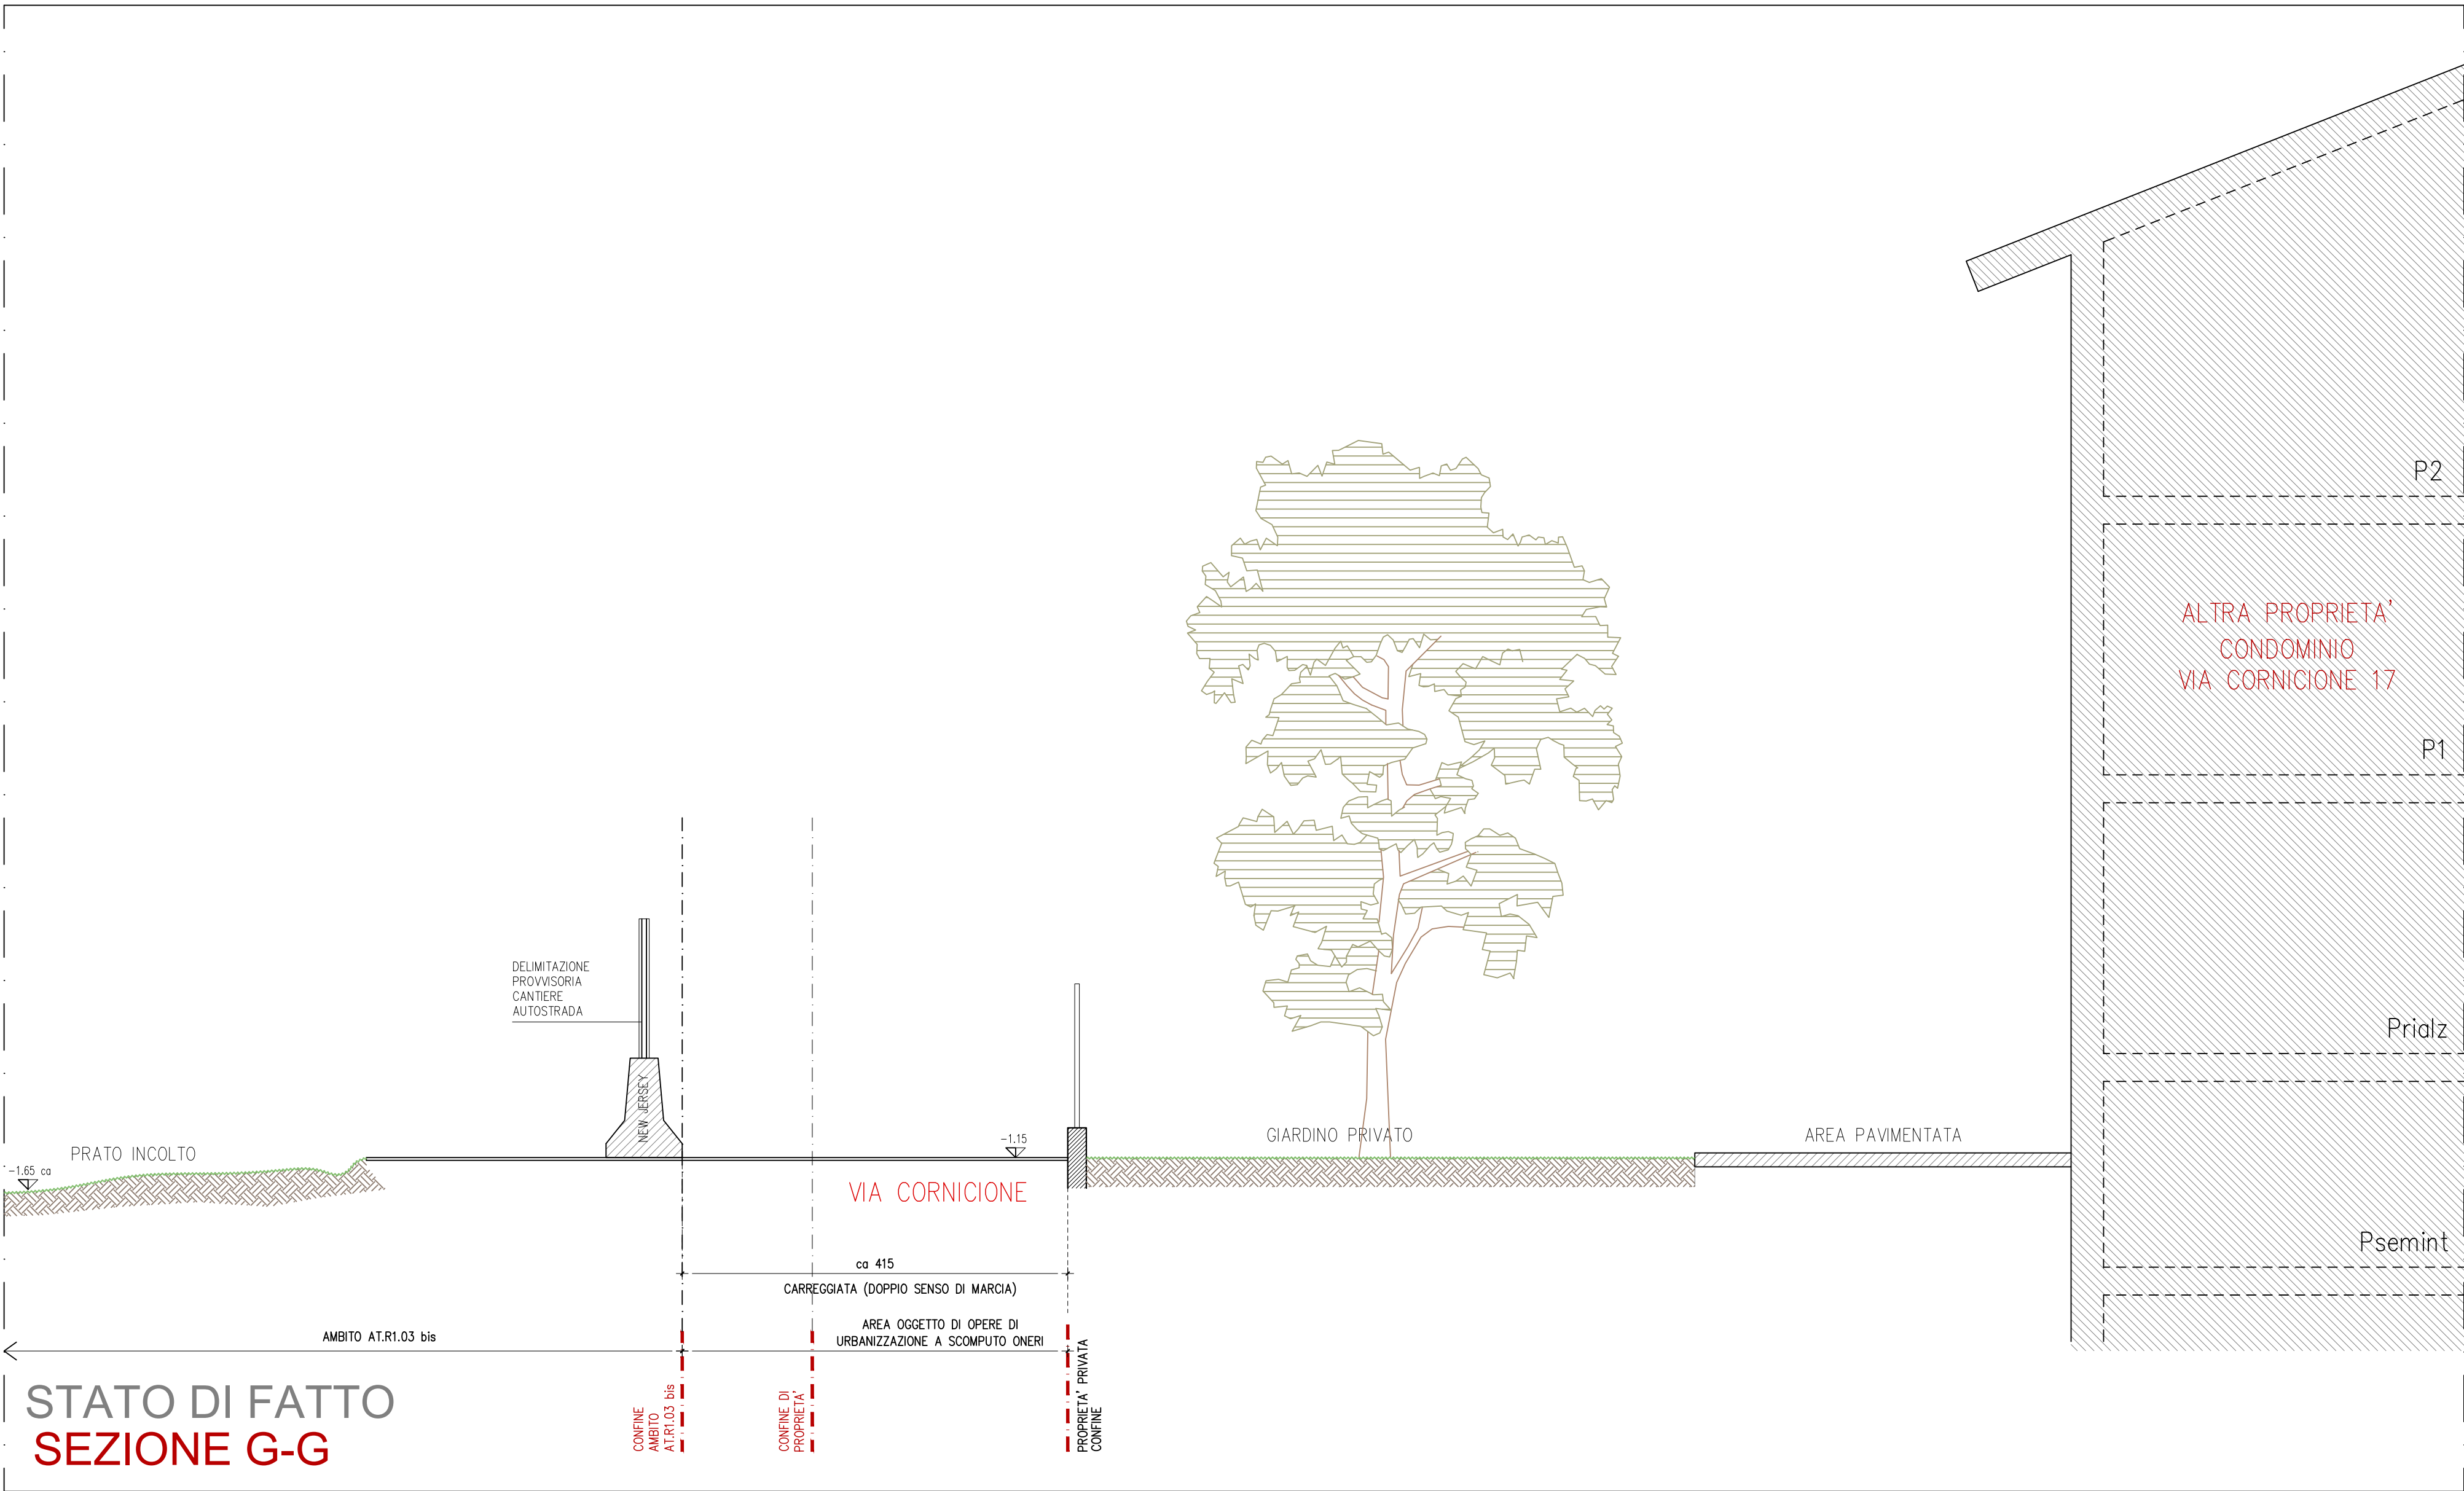 P2
ALTRA PROPRIETA'
CONDOMINIO
VIA CORNICIONE 17
P1
DELIMITAZIONE
PROVVISORIA
CANTIERE
AUTOSTRADA
Prialz
NEW JERSEY
PRATO INCOLTO
-1.15
GIARDINO PRIVATO
AREA PAVIMENTATA
-1.65 ca
VIA CORNICIONE
Psemint
ca 415
CARREGGIATA (DOPPIO SENSO DI MARCIA)
AMBITO AT.R1.03 bis
AREA OGGETTO DI OPERE DI
URBANIZZAZIONE A SCOMPUTO ONERI
CONFINE
AMBITO
AT.R1.03 bis
CONFINE DI
PROPRIETA'
PROPRIETA' PRIVATA
CONFINE
STATO DI FATTO
SEZIONE G-G